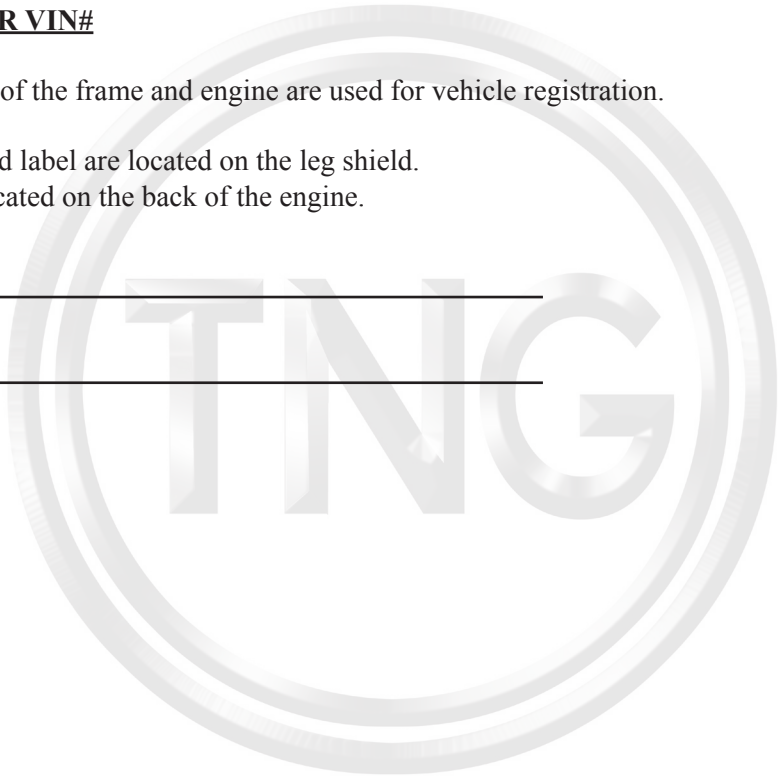 R VIN#
of the frame and engine are used for vehicle registration.
d label are located on the leg shield.
cated on the back of the engine.
TNG